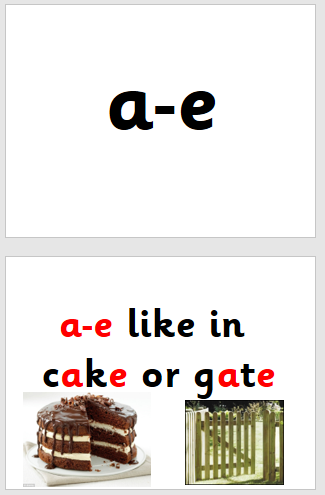 a-e
a-e like in
cake or gate